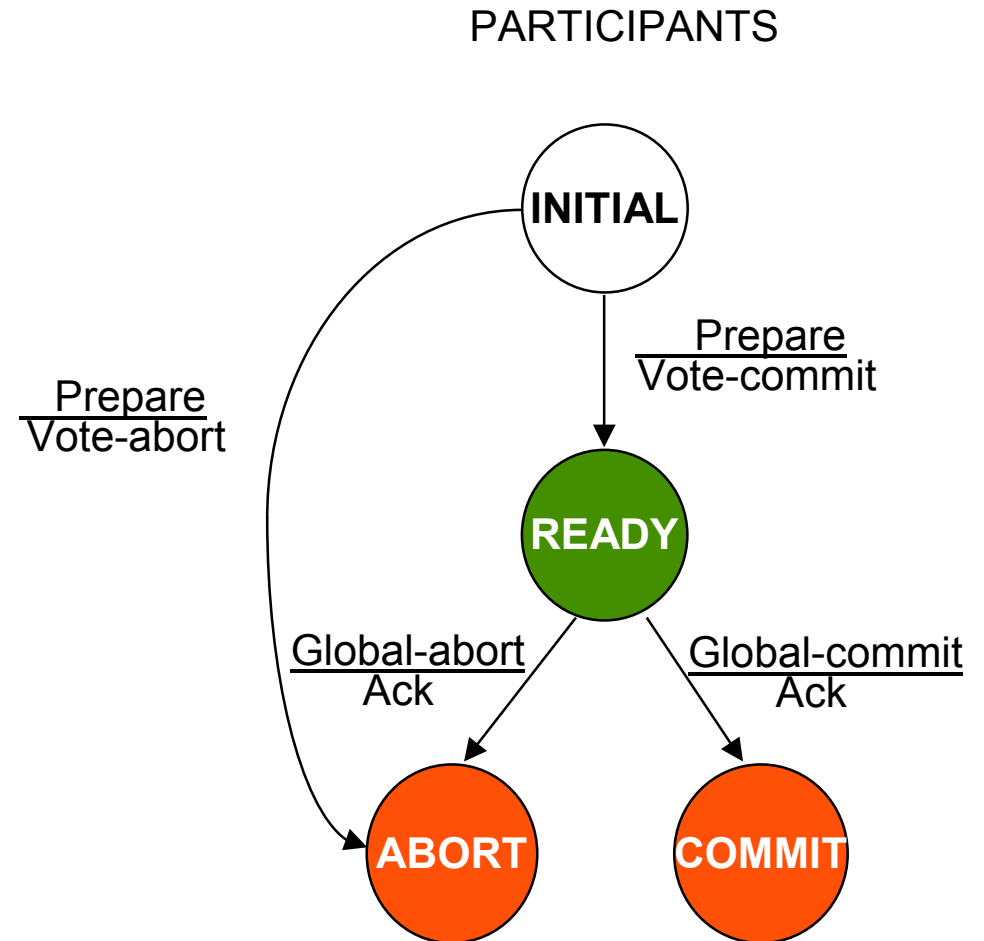 PARTICIPANTS
INITIAL
Prepare
Vote-commit
Prepare
Vote-abort
READY
Global-abort
Ack
Global-commit
Ack
ABORT
COMMIT